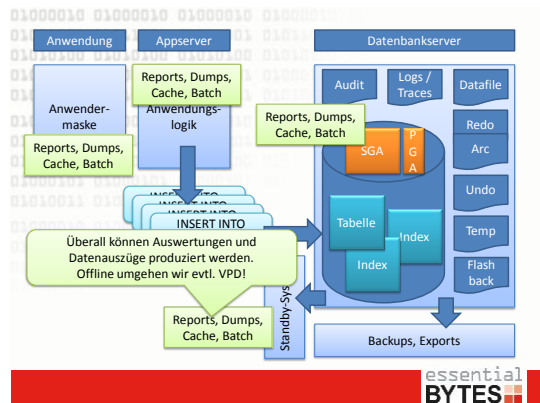 Anwendung
Appserver
Datenbankserver
Anwender-
maske
Reports, Dumps,
Cache, Batch
Reports, Dumps,
Cache, Batch
Anwendungs-
logik
Audit
Logs /
Traces
Datafile
Reports, Dumps,
Cache, Batch
SGA
P
G
A
Redo
Arc
Undo
Temp
Flash
back
Tabelle
Index
Index
INSERT INTO
INSERT INTO
INSERT INTO
INSERT INTO
Überall können Auswertungen und
Datenauszüge produziert werden.
Offline umgehen wir evtl. VPD!
Reports, Dumps,
Cache, Batch
Standby-Sys
Backups, Exports
essential
BYTES